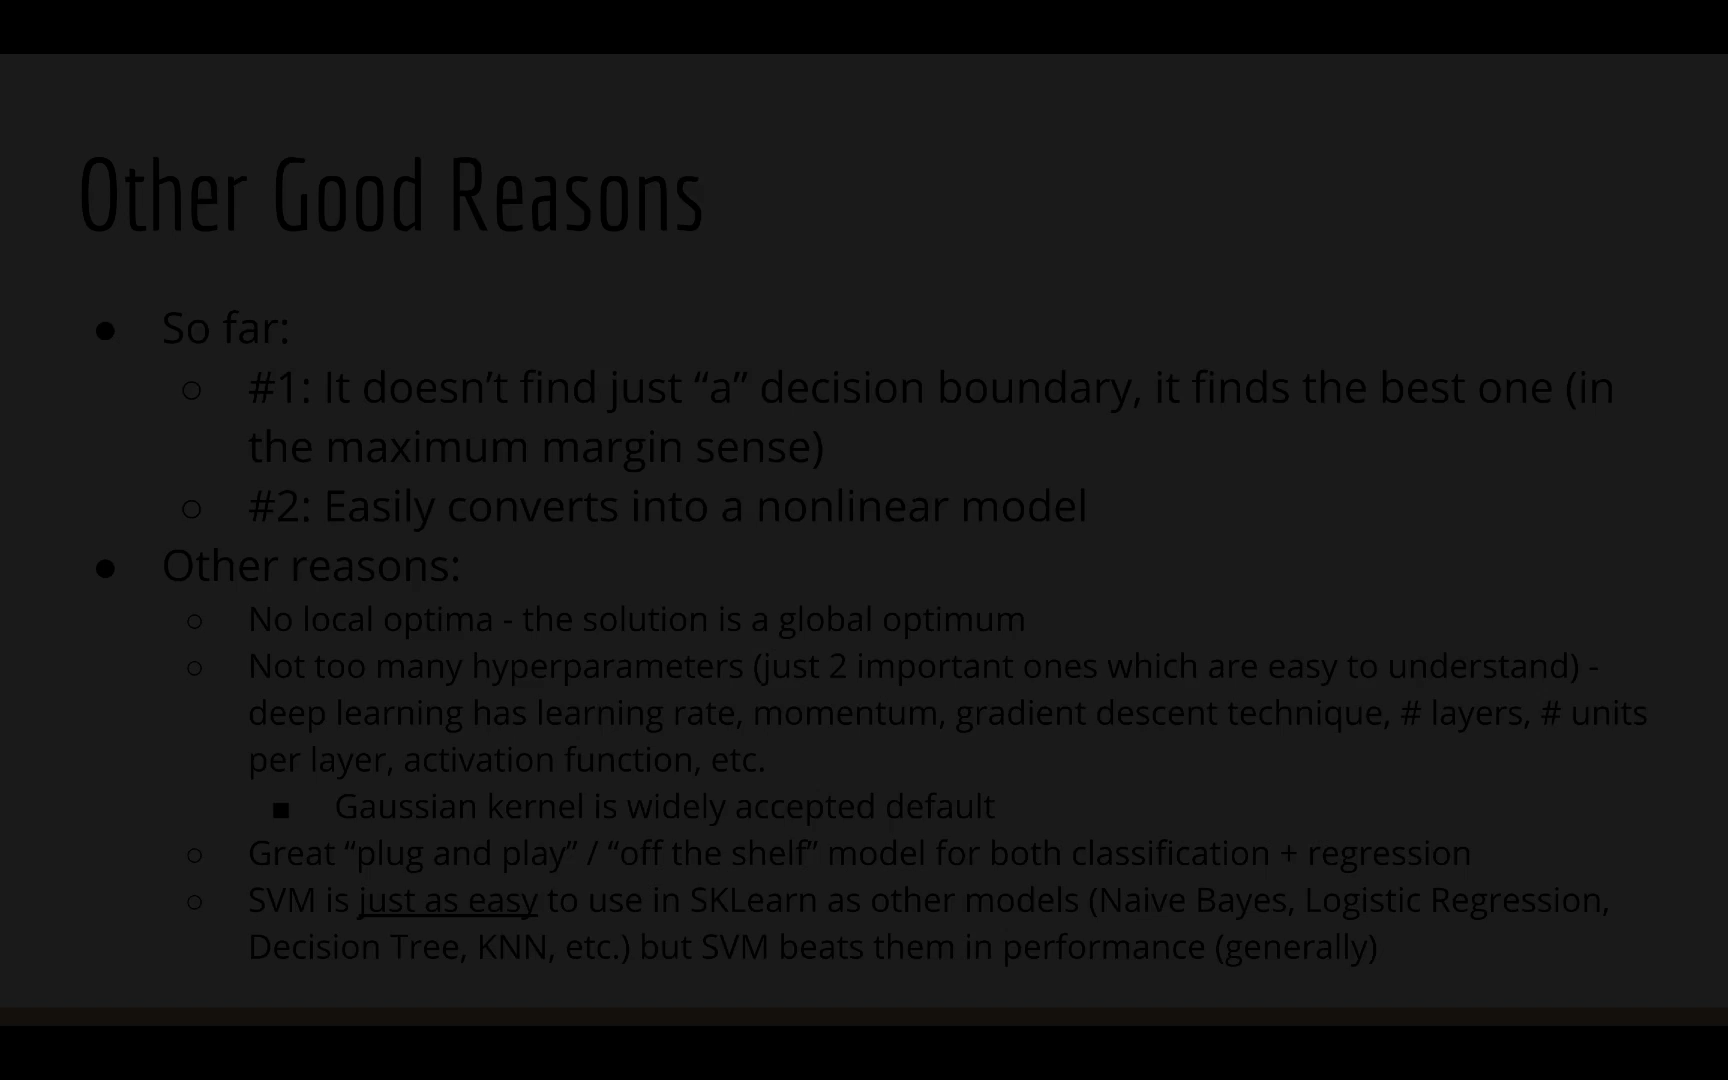 Other Good Reasons
● So far:
○ #1: It doesn’t find just “a” decision boundary, it finds the best one (in
the maximum margin sense)
○ #2: Easily converts into a nonlinear model
● Other reasons:
○ No local optima - the solution is a global optimum
○ Not too many hyperparameters (just 2 important ones which are easy to understand) -
deep learning has learning rate, momentum, gradient descent technique, # layers, # units
per layer, activation function, etc.
■ Gaussian kernel is widely accepted default
○ Great “plug and play” / “off the shelf” model for both classification + regression
○ SVM is just as easy to use in SKLearn as other models (Naive Bayes, Logistic Regression,
Decision Tree, KNN, etc.) but SVM beats them in performance (generally)